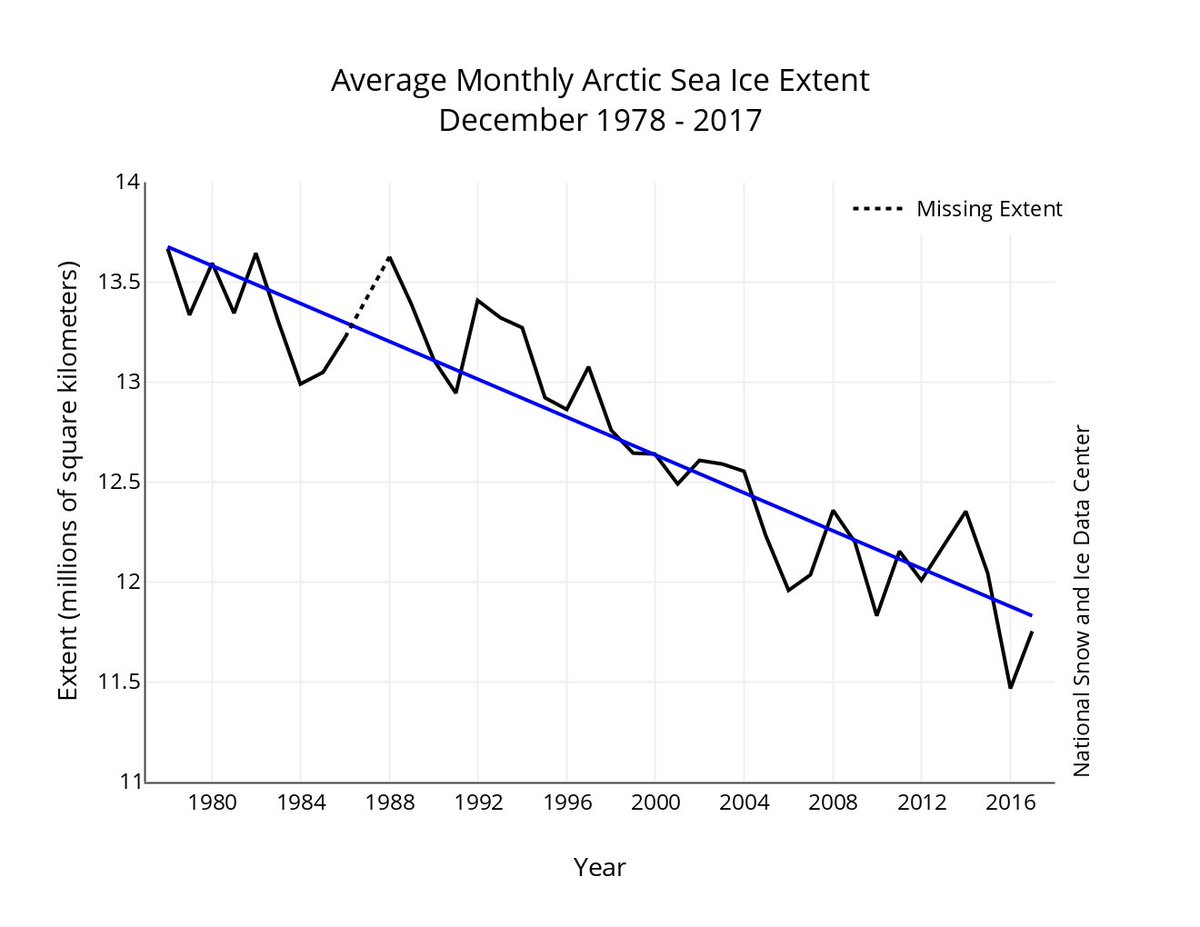 Average Monthly Arctic Sea Ice Extent
December 1978 - 2017
Missing Extent
14
13.5
13
12.5
12
11.5
11
Extent (millions of square kilometers)
1980 1984 1988 1992 1996 2000 2004 2008 2012 2016
Year
National Snow and Ice Data Center